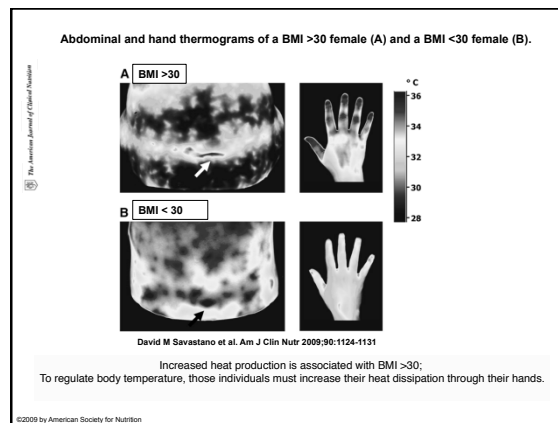 Abdominal and hand thermograms of a BMI >30 female (A) and a BMI <30 female (B).
The American Journal of Clinical Nutrition
A
BMI >30
° C
36
34
32
30
28
B
BMI < 30
David M Savastano et al. Am J Clin Nutr 2009;90:1124-1131
Increased heat production is associated with BMI >30;
To regulate body temperature, those individuals must increase their heat dissipation through their hands.
©2009 by American Society for Nutrition